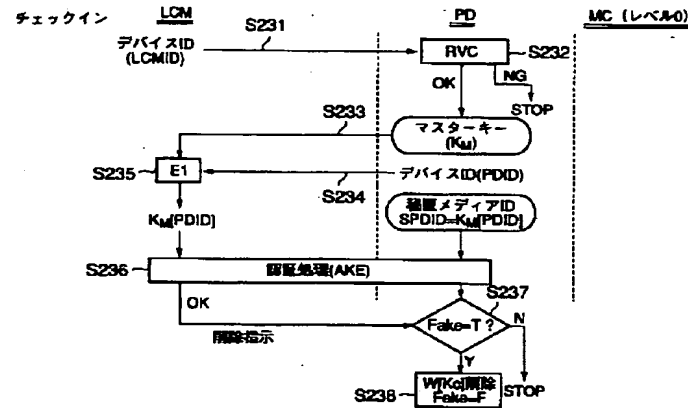 チェックイン
LCM
PD
MC (レベル0)
S231
デバイスID
(LCMID)
RVC
S232
OK
NG
STOP
S233
マスターキー
(KM)
S235
E1
デバイスID(PDID)
S234
KM[PDID]
秘匿メディアID
SPDID=KM[PDID]
S236
認証処理(AKE)
S237
OK
Fake=T ?
N
削除指示
Y
S238
W[Kc]削除
Fake=F
STOP